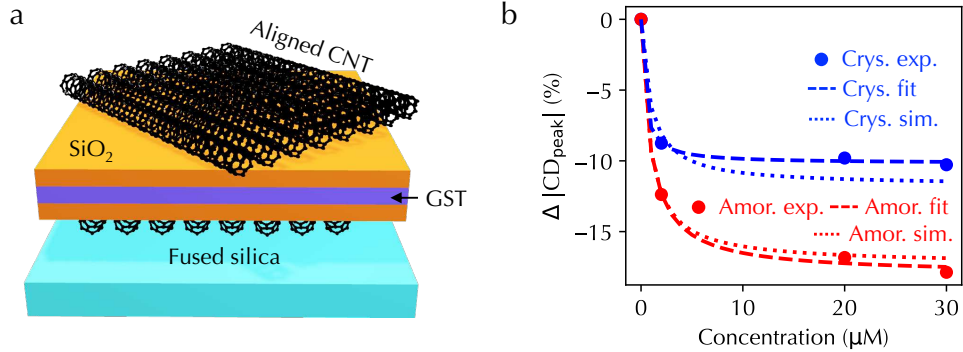 a
Aligned CNT
SiO₂
GST
Fused silica
b
Δ |CD_peak| (%)
0
−5
−10
−15
Crys. exp.
Crys. fit
Crys. sim.
Amor. exp. Amor. fit
Amor. sim.
0 10 20 30
Concentration (μM)